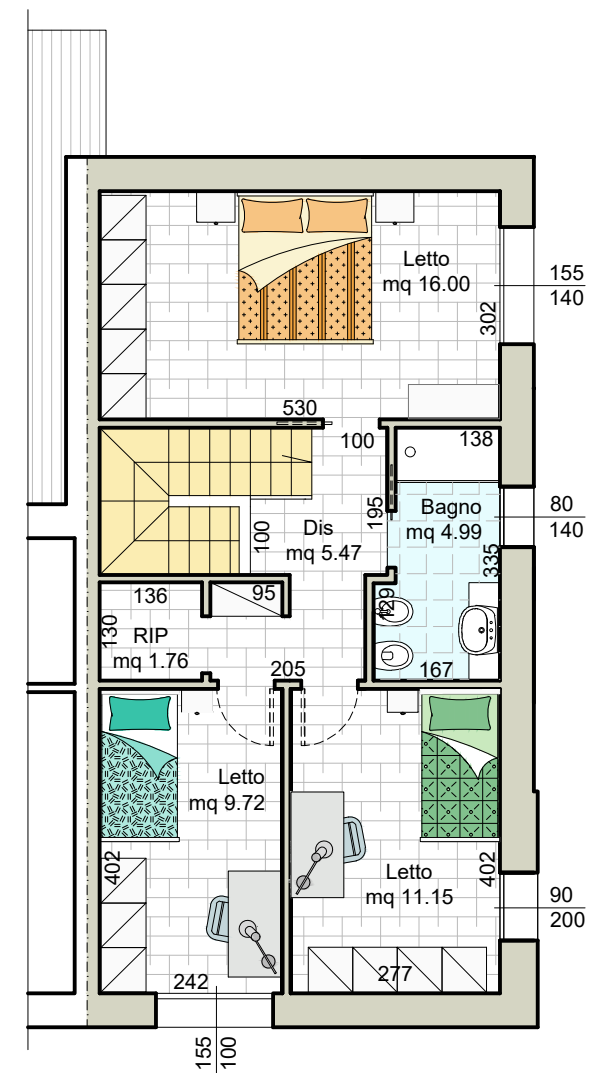 Letto
mq 16.00
302
155
140
530
100
138
195
Bagno
mq 4.99
80
140
Dis
mq 5.47
100
335
136
95
129
130
RIP
mq 1.76
205
167
Letto
mq 9.72
402
Letto
mq 11.15
402
90
200
242
277
155
100